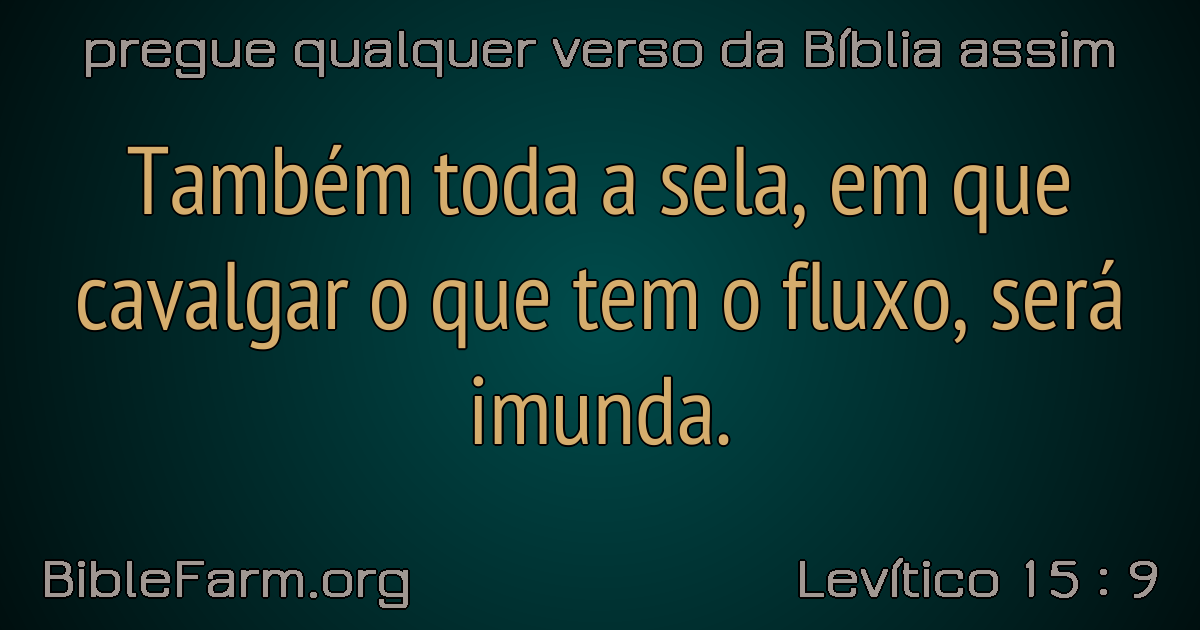 pregue qualquer verso da Bíblia assim
Também toda a sela, em que
cavalgar o que tem o fluxo, será
imunda.
BibleFarm.org
Levítico 15 : 9